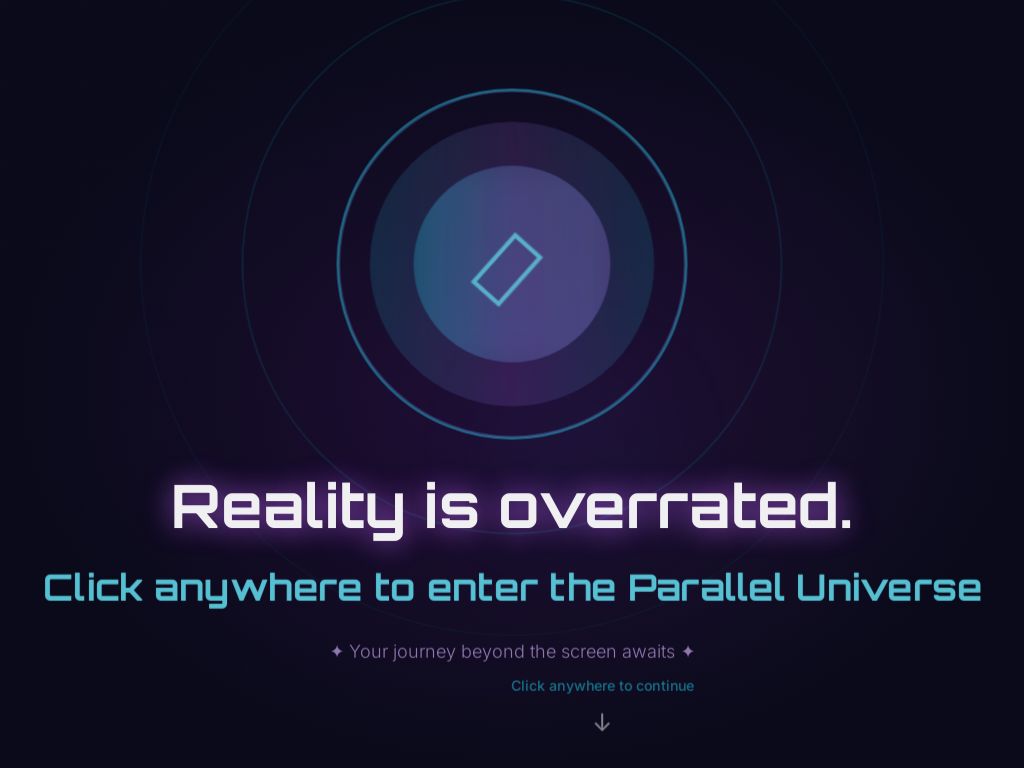 Reality is overrated.
Click anywhere to enter the Parallel Universe
✦ Your journey beyond the screen awaits ✦
Click anywhere to continue
↓